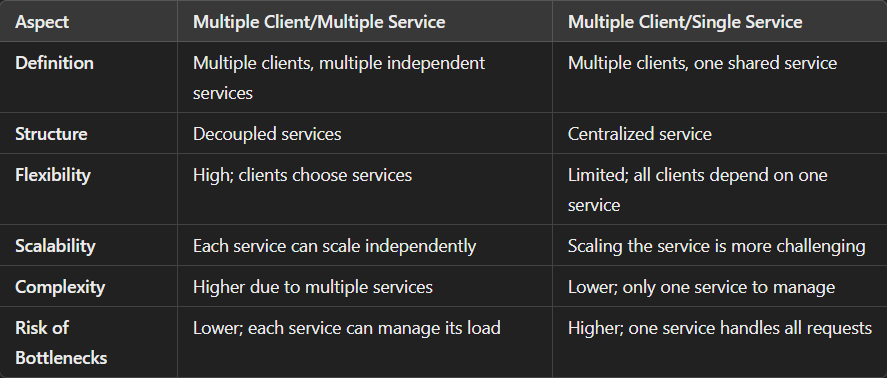 Aspect Multiple Client/Multiple Service Multiple Client/Single Service
Definition Multiple clients, multiple independent services Multiple clients, one shared service
Structure Decoupled services Centralized service
Flexibility High; clients choose services Limited; all clients depend on one service
Scalability Each service can scale independently Scaling the service is more challenging
Complexity Higher due to multiple services Lower; only one service to manage
Risk of Bottlenecks Lower; each service can manage its load Higher; one service handles all requests